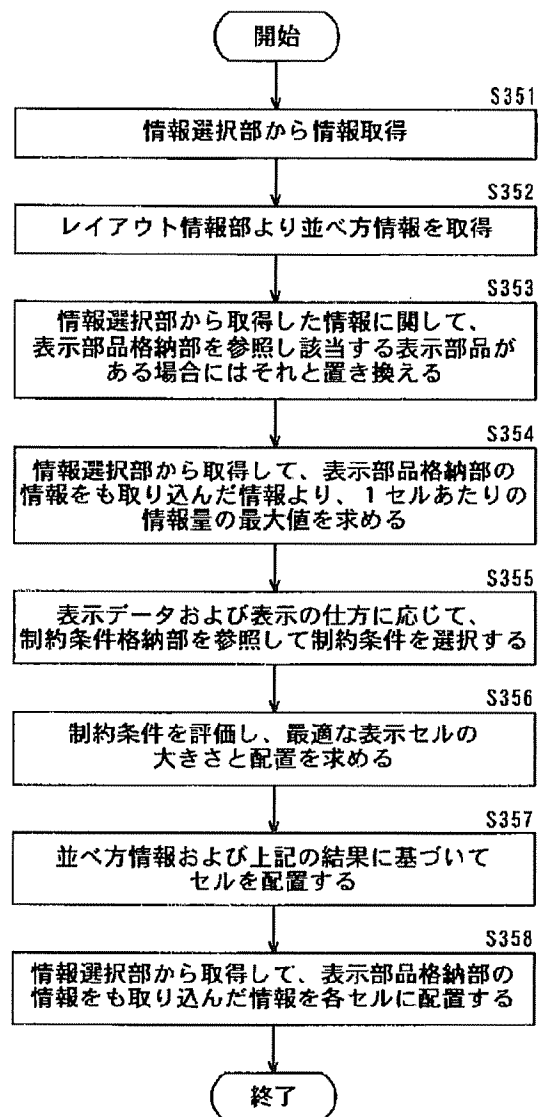 開始
S351
情報選択部から情報取得
S352
レイアウト情報部より並べ方情報を取得
S353
情報選択部から取得した情報に関して、
表示部品格納部を参照し該当する表示部品が
ある場合にはそれと置き換える
S354
情報選択部から取得して、表示部品格納部の
情報をも取り込んだ情報より、1セルあたりの
情報量の最大値を求める
S355
表示データおよび表示の仕方に応じて、
制約条件格納部を参照して制約条件を選択する
S356
制約条件を評価し、最適な表示セルの
大きさと配置を求める
S357
並べ方情報および上記の結果に基づいて
セルを配置する
S358
情報選択部から取得して、表示部品格納部の
情報をも取り込んだ情報を各セルに配置する
終了